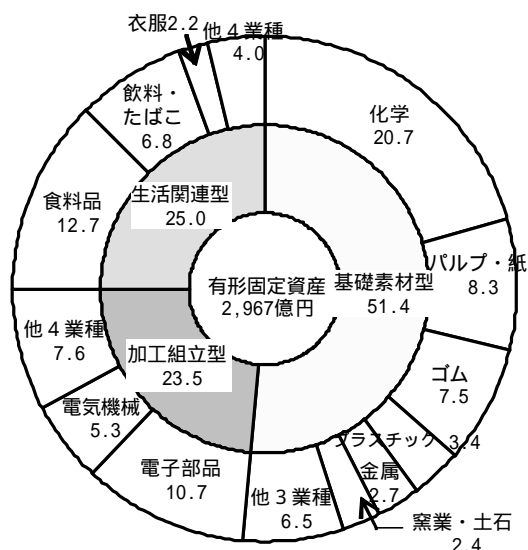 衣服2.2
他４業種
4.0
化学
20.7
飲料・
たばこ
6.8
食料品
12.7
生活関連型
25.0
パルプ・紙
8.3
有形固定資産
2,967億円
基礎素材型
51.4
他４業種
7.6
加工組立型
23.5
ゴム
7.5
電気機械
5.3
プラスチック 3.4
電子部品
10.7
他３業種
6.5
金属
2.7
窯業・土石
2.4